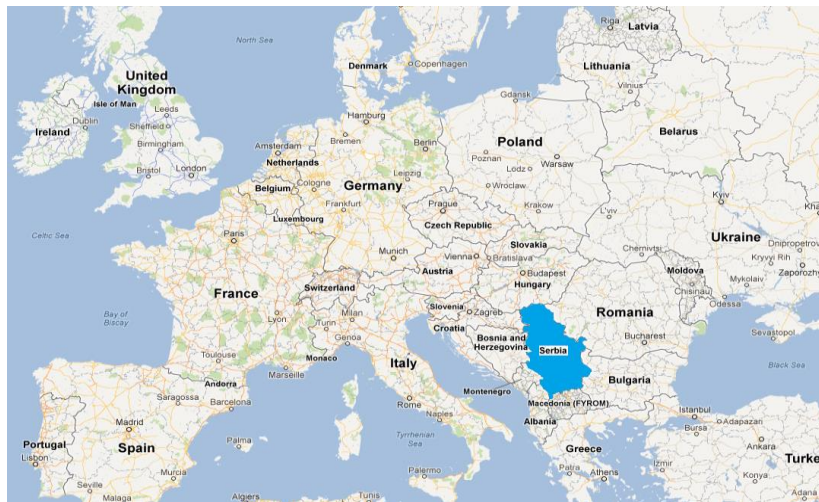 North Sea
Riga
Latvia
Denmark
Copenhagen
Lithuania
Vilnius
United
Kingdom
Isle of Man
Leeds
Ireland
Dublin
Sheffield
Birmingham
Bristol
London
Gdansk
Hamburg
Bremen
Belarus
Amsterdam
Netherlands
Berlin
Poland
Poznan
Warsaw
Lodz
Belgium
Cologne
Germany
Leipzig
Wroclaw
Frankfurt
Prague
Krakow
Kyiv
L'viv
Luxembourg
Czech Republic
Celtic Sea
Paris
Ukraine
Slovakia
Chernivtsi
Dnipropetrovs
Munich
Vienna
Bratislava
Kryvyi Rih
Austria
Budapest
Moldova
Zaporozhy
Switzerland
Hungary
Chisinau
Mykolaiv
France
Odessa
Bay of
Biscay
Lyon
Milan
Slovenia
Zagreb
Romania
Turin
Croatia
Genoa
Bosnia and
Herzegovina
Serbia
Bucharest
Sevastopol
Toulouse
Monaco
Italy
Black Sea
Marseille
Andorra
Bulgaria
Saragossa
Montenegro
Barcelona
Rome
Macedonia (FYROM)
Istanbul
Madrid
Naples
Albania
Adapazari
Bursa
Portugal
Spain
Palma
Tyrrhenian
Sea
Greece
Ankara
Lisbon
Turke
Murcia
Palermo
Patra
Athens
Izmir
Konya
Seville
Malaga
Algiers
Tunis
Adana